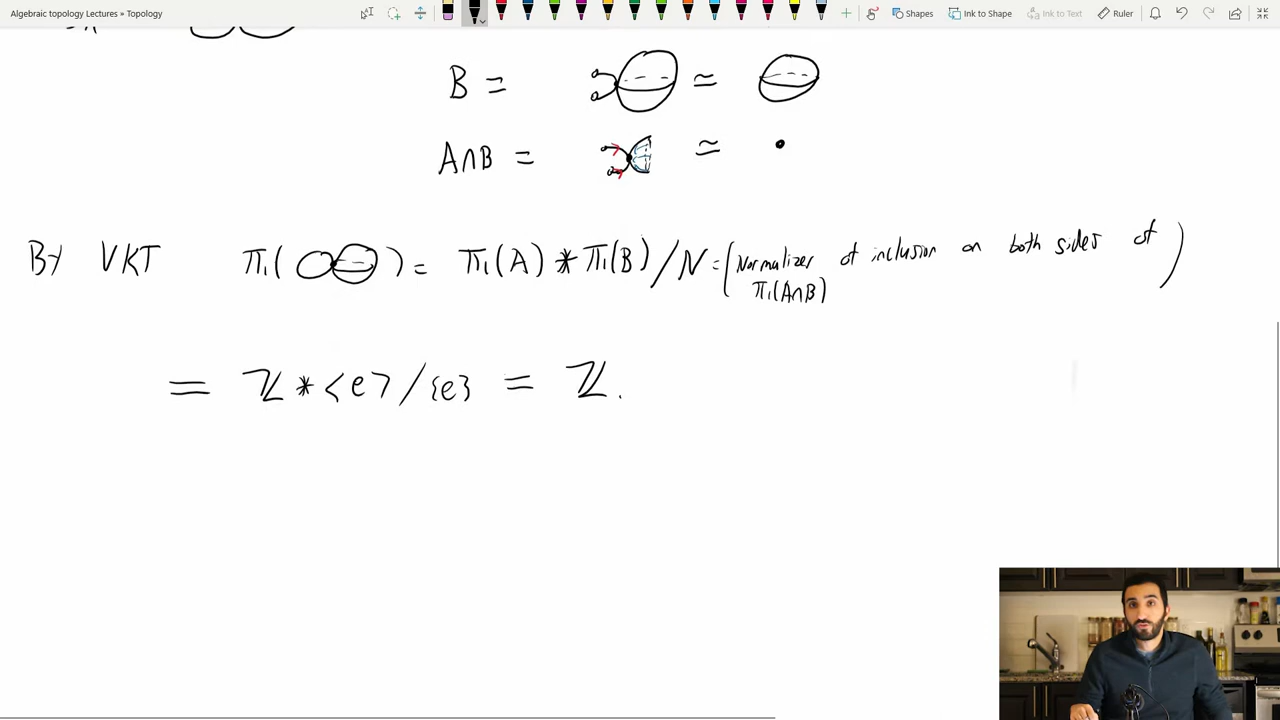 Algebraic topology Lectures » Topology
Shapes
Ink to Shape
Ink to Text
Ruler
B =
≃
A∩B =
≃
By VKT π₁( ) = π₁(A) * π₁(B) / N = (Normalizer of inclusion on both sides of
π₁(A∩B) )
= ℤ * <e> / {e} = ℤ.